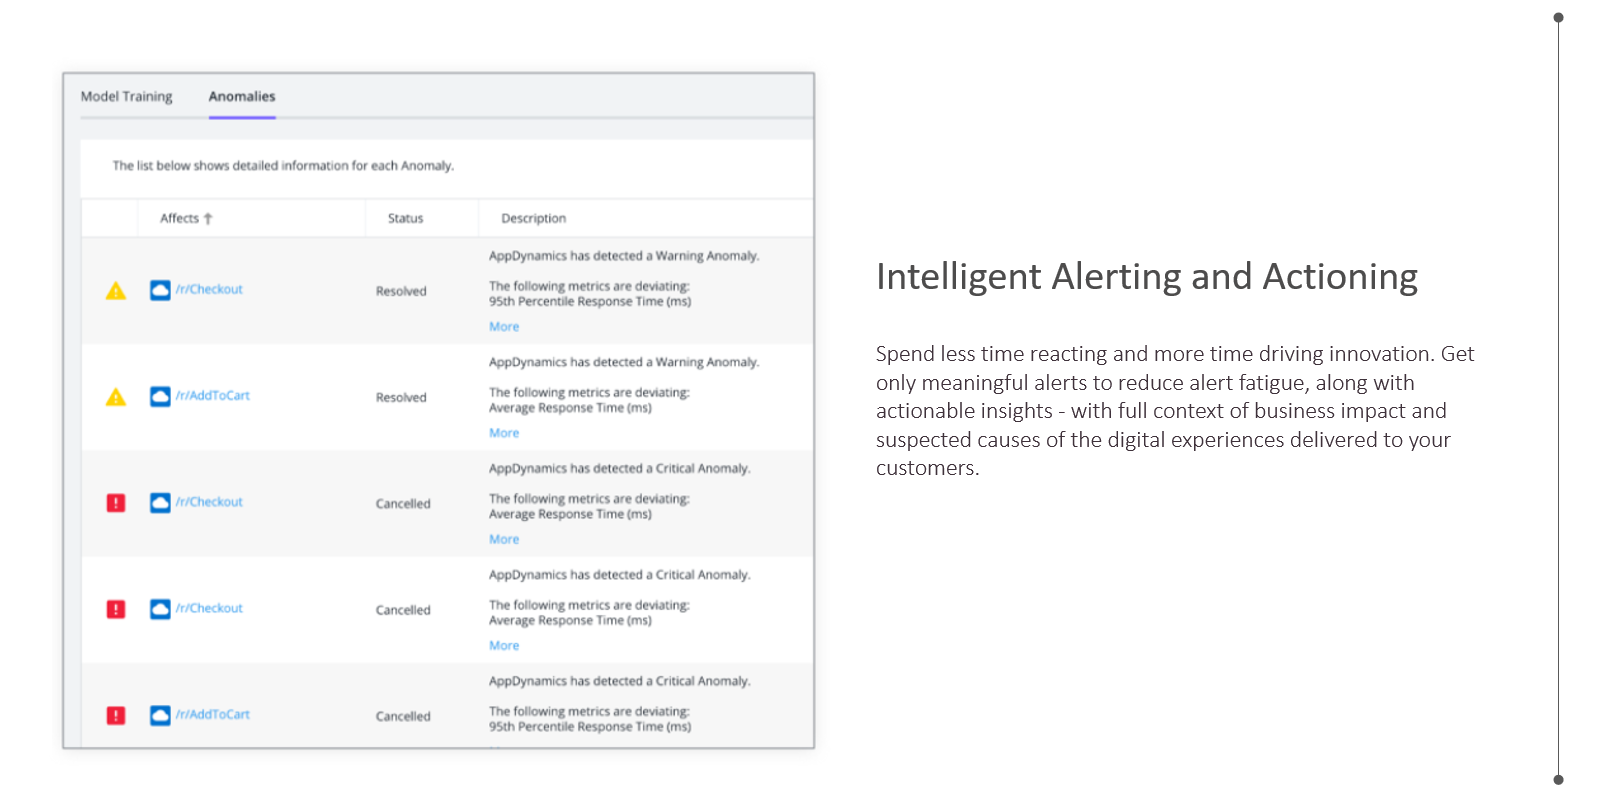 Model Training Anomalies
The list below shows detailed information for each Anomaly.
Affects ↑ Status Description
AppDynamics has detected a Warning Anomaly.
/r/Checkout Resolved
The following metrics are deviating:
95th Percentile Response Time (ms)
More
AppDynamics has detected a Warning Anomaly.
/r/AddToCart Resolved
The following metrics are deviating:
Average Response Time (ms)
More
AppDynamics has detected a Critical Anomaly.
/r/Checkout Cancelled
The following metrics are deviating:
Average Response Time (ms)
More
AppDynamics has detected a Critical Anomaly.
/r/Checkout Cancelled
The following metrics are deviating:
Average Response Time (ms)
More
AppDynamics has detected a Critical Anomaly.
/r/AddToCart Cancelled
The following metrics are deviating:
95th Percentile Response Time (ms)
Intelligent Alerting and Actioning
Spend less time reacting and more time driving innovation. Get
only meaningful alerts to reduce alert fatigue, along with
actionable insights - with full context of business impact and
suspected causes of the digital experiences delivered to your
customers.